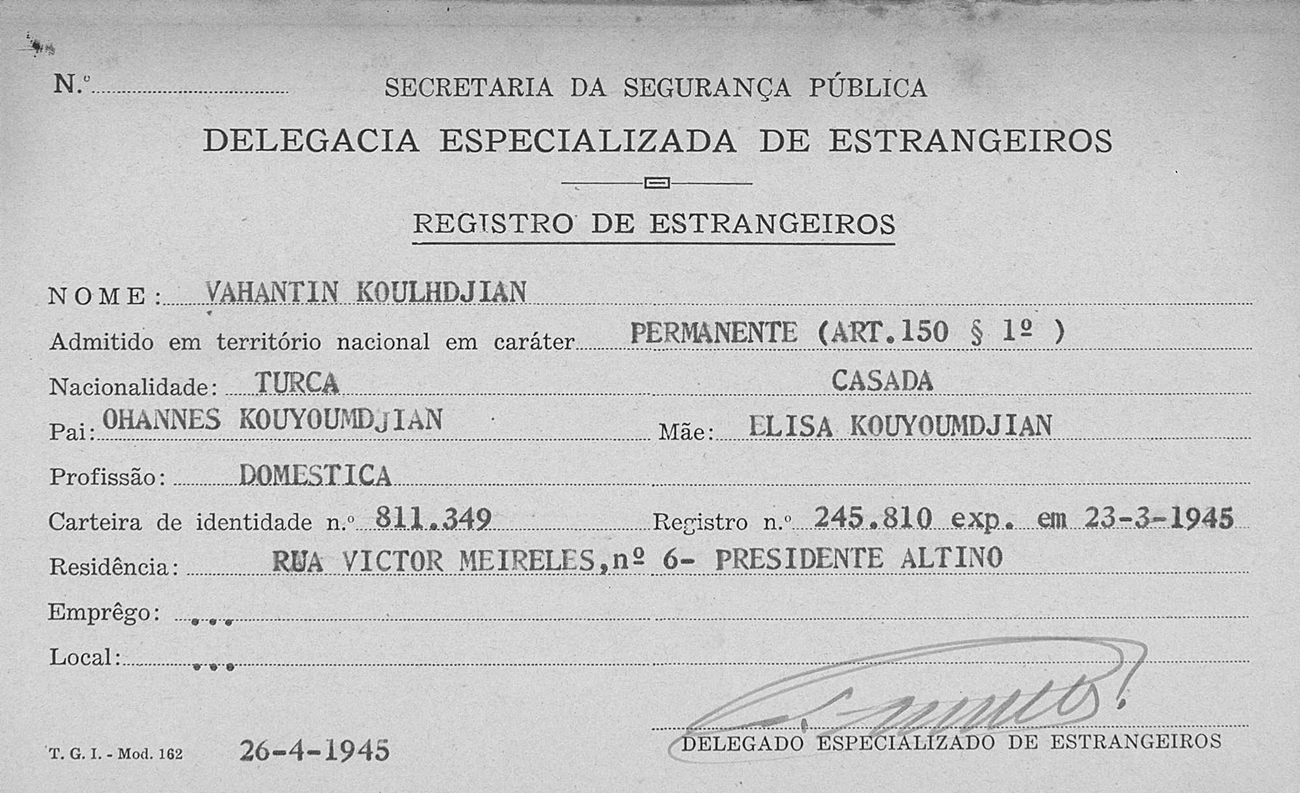 N.º
SECRETARIA DA SEGURANÇA PÚBLICA
DELEGACIA ESPECIALIZADA DE ESTRANGEIROS
REGISTRO DE ESTRANGEIROS
NOME: VAHANTIN KOULHDJIAN
Admitido em território nacional em caráter PERMANENTE (ART.150 § 1º )
Nacionalidade: TURCA CASADA
Pai: OHANNES KOUYOUMDJIAN Mãe: ELISA KOUYOUMDJIAN
Profissão: DOMESTICA
Carteira de identidade n.º 811.349 Registro n.º 245.810 exp. em 23-3-1945
Residência: RUA VICTOR MEIRELES,nº 6- PRESIDENTE ALTINO
Emprêgo: ...
Local: ...
DELEGADO ESPECIALIZADO DE ESTRANGEIROS
T. G. I. - Mod. 162 26-4-1945